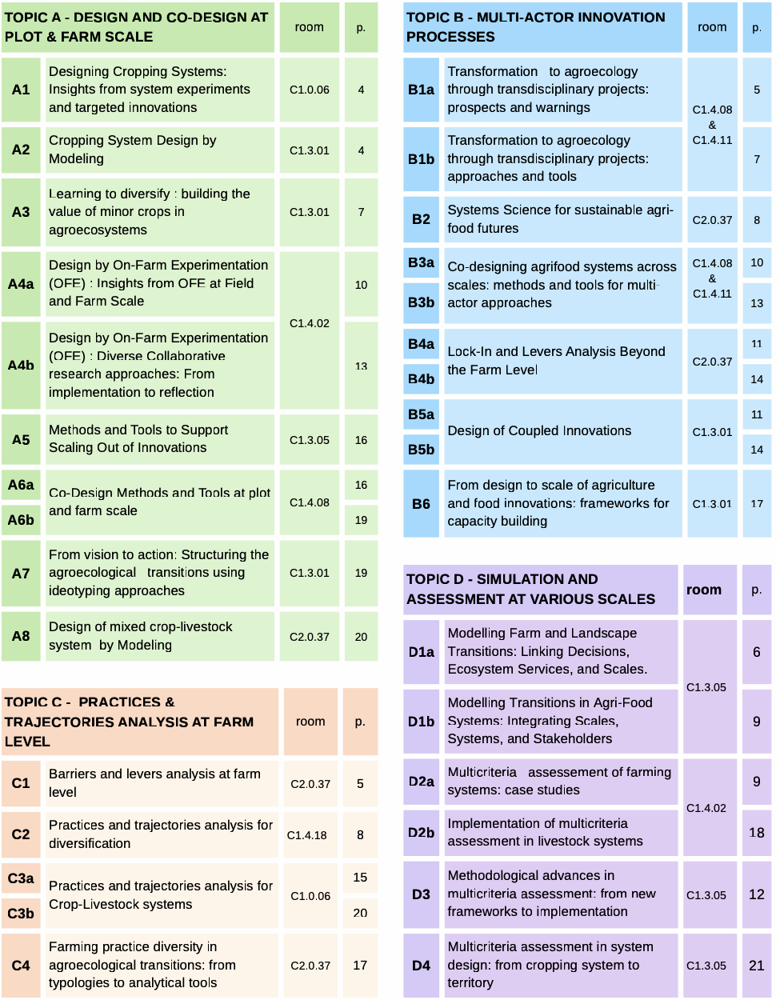 TOPIC A - DESIGN AND CO-DESIGN AT
PLOT & FARM SCALE
room
p.
A1
Designing Cropping Systems:
Insights from system experiments
and targeted innovations
C1.0.06
4
A2
Cropping System Design by
Modeling
C1.3.01
4
A3
Learning to diversify : building the
value of minor crops in
agroecosystems
C1.3.01
7
A4a
Design by On-Farm Experimentation
(OFE) : Insights from OFE at Field
and Farm Scale
10
C1.4.02
A4b
Design by On-Farm Experimentation
(OFE) : Diverse Collaborative
research approaches: From
implementation to reflection
13
A5
Methods and Tools to Support
Scaling Out of Innovations
C1.3.05
16
A6a
Co-Design Methods and Tools at plot
and farm scale
C1.4.08
16
A6b
19
A7
From vision to action: Structuring the
agroecological   transitions using
ideotyping approaches
C1.3.01
19
A8
Design of mixed crop-livestock
system  by Modeling
C2.0.37
20
TOPIC C -  PRACTICES &
TRAJECTORIES ANALYSIS AT FARM
LEVEL
room
p.
C1
Barriers and levers analysis at farm
level
C2.0.37
5
C2
Practices and trajectories analysis for
diversification
C1.4.18
8
C3a
Practices and trajectories analysis for
Crop-Livestock systems
C1.0.06
15
C3b
20
C4
Farming practice diversity in
agroecological transitions: from
typologies to analytical tools
C2.0.37
17
TOPIC B - MULTI-ACTOR INNOVATION
PROCESSES
room
p.
B1a
Transformation   to agroecology
through transdisciplinary projects:
prospects and warnings
C1.4.08
&
C1.4.11
5
B1b
Transformation to agroecology
through transdisciplinary projects:
approaches and tools
7
B2
Systems Science for sustainable agri-
food futures
C2.0.37
8
B3a
Co-designing agrifood systems across
scales: methods and tools for multi-
actor approaches
C1.4.08
&
C1.4.11
10
B3b
13
B4a
Lock-In and Levers Analysis Beyond
the Farm Level
C2.0.37
11
B4b
14
B5a
Design of Coupled Innovations
C1.3.01
11
B5b
14
B6
From design to scale of agriculture
and food innovations: frameworks for
capacity building
C1.3.01
17
TOPIC D - SIMULATION AND
ASSESSMENT AT VARIOUS SCALES
room
p.
D1a
Modelling Farm and Landscape
Transitions: Linking Decisions,
Ecosystem Services, and Scales.
C1.3.05
6
D1b
Modelling Transitions in Agri-Food
Systems: Integrating Scales,
Systems, and Stakeholders
9
D2a
Multicriteria   assessement of farming
systems: case studies
C1.4.02
9
D2b
Implementation of multicriteria
assessment in livestock systems
18
D3
Methodological advances in
multicriteria assessment: from new
frameworks to implementation
C1.3.05
12
D4
Multicriteria assessment in system
design: from cropping system to
territory
C1.3.05
21